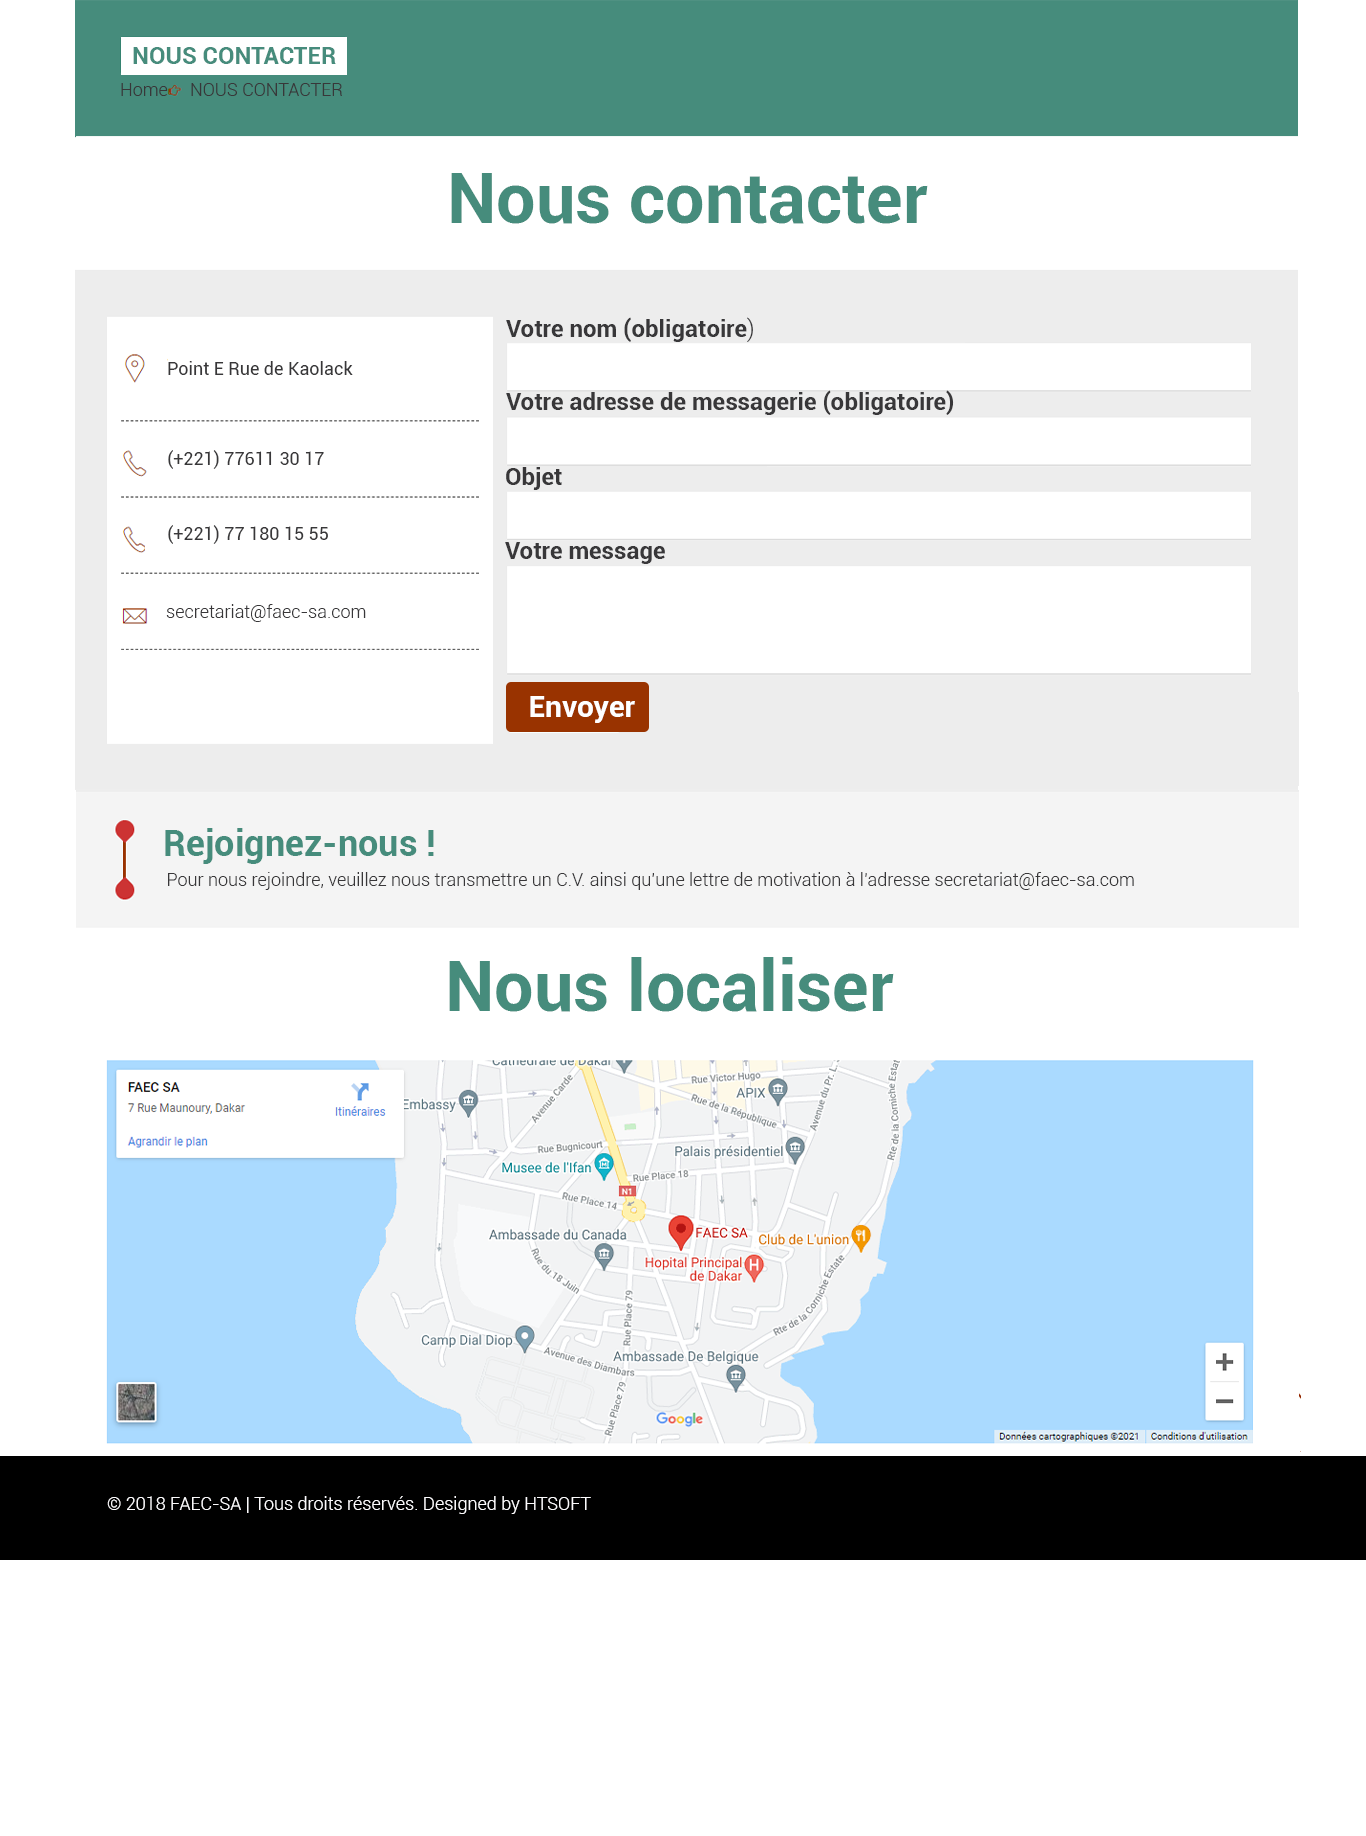 NOUS CONTACTER
Home NOUS CONTACTER
Nous contacter
Point E Rue de Kaolack
(+221) 77611 30 17
(+221) 77 180 15 55
secretariat@faec-sa.com
Votre nom (obligatoire)
Votre adresse de messagerie (obligatoire)
Objet
Votre message
Envoyer
Rejoignez-nous !
Pour nous rejoindre, veuillez nous transmettre un C.V. ainsi qu'une lettre de motivation à l'adresse secretariat@faec-sa.com
Nous localiser
FAEC SA
7 Rue Maunoury, Dakar
Itinéraires
Agrandir le plan
Cathédrale de Dakar
Embassy
Avenue Carde
Rue Victor Hugo
APIX
Rue de la République
Avenue du Pr. L.
Rte de la Corniche Estate
Rue Bugnicourt
Palais présidentiel
Musee de l'Ifan
Rue Place 18
N1
Rue Place 14
Ambassade du Canada
FAEC SA
Club de L'union
Hopital Principal
de Dakar
Rue du 18 Juin
Rue Place 79
Rte de la Corniche Estate
Camp Dial Diop
Avenue des Diambars
Ambassade De Belgique
Rue Place 79
Google
Données cartographiques ©2021
Conditions d'utilisation
© 2018 FAEC-SA | Tous droits réservés. Designed by HTSOFT